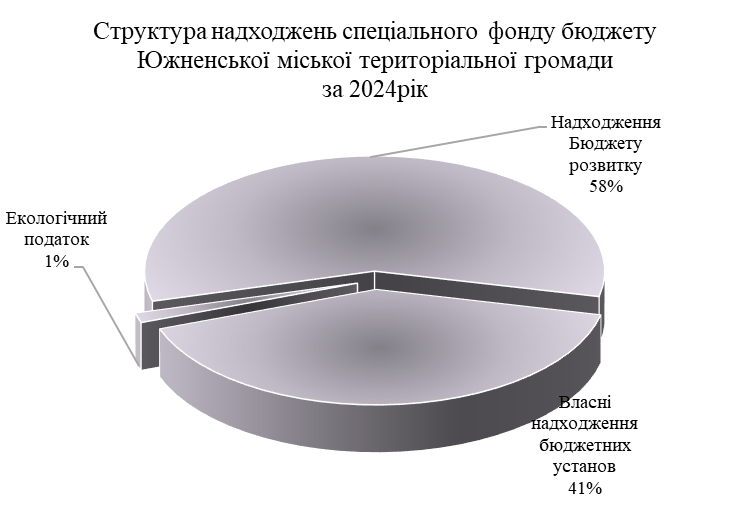 Структура надходжень спеціального фонду бюджету
Южненської міської територіальної громади
за 2024рік
Надходження
Бюджету
розвитку
58%
Екологічний
податок
1%
Власні
надходження
бюджетних
установ
41%